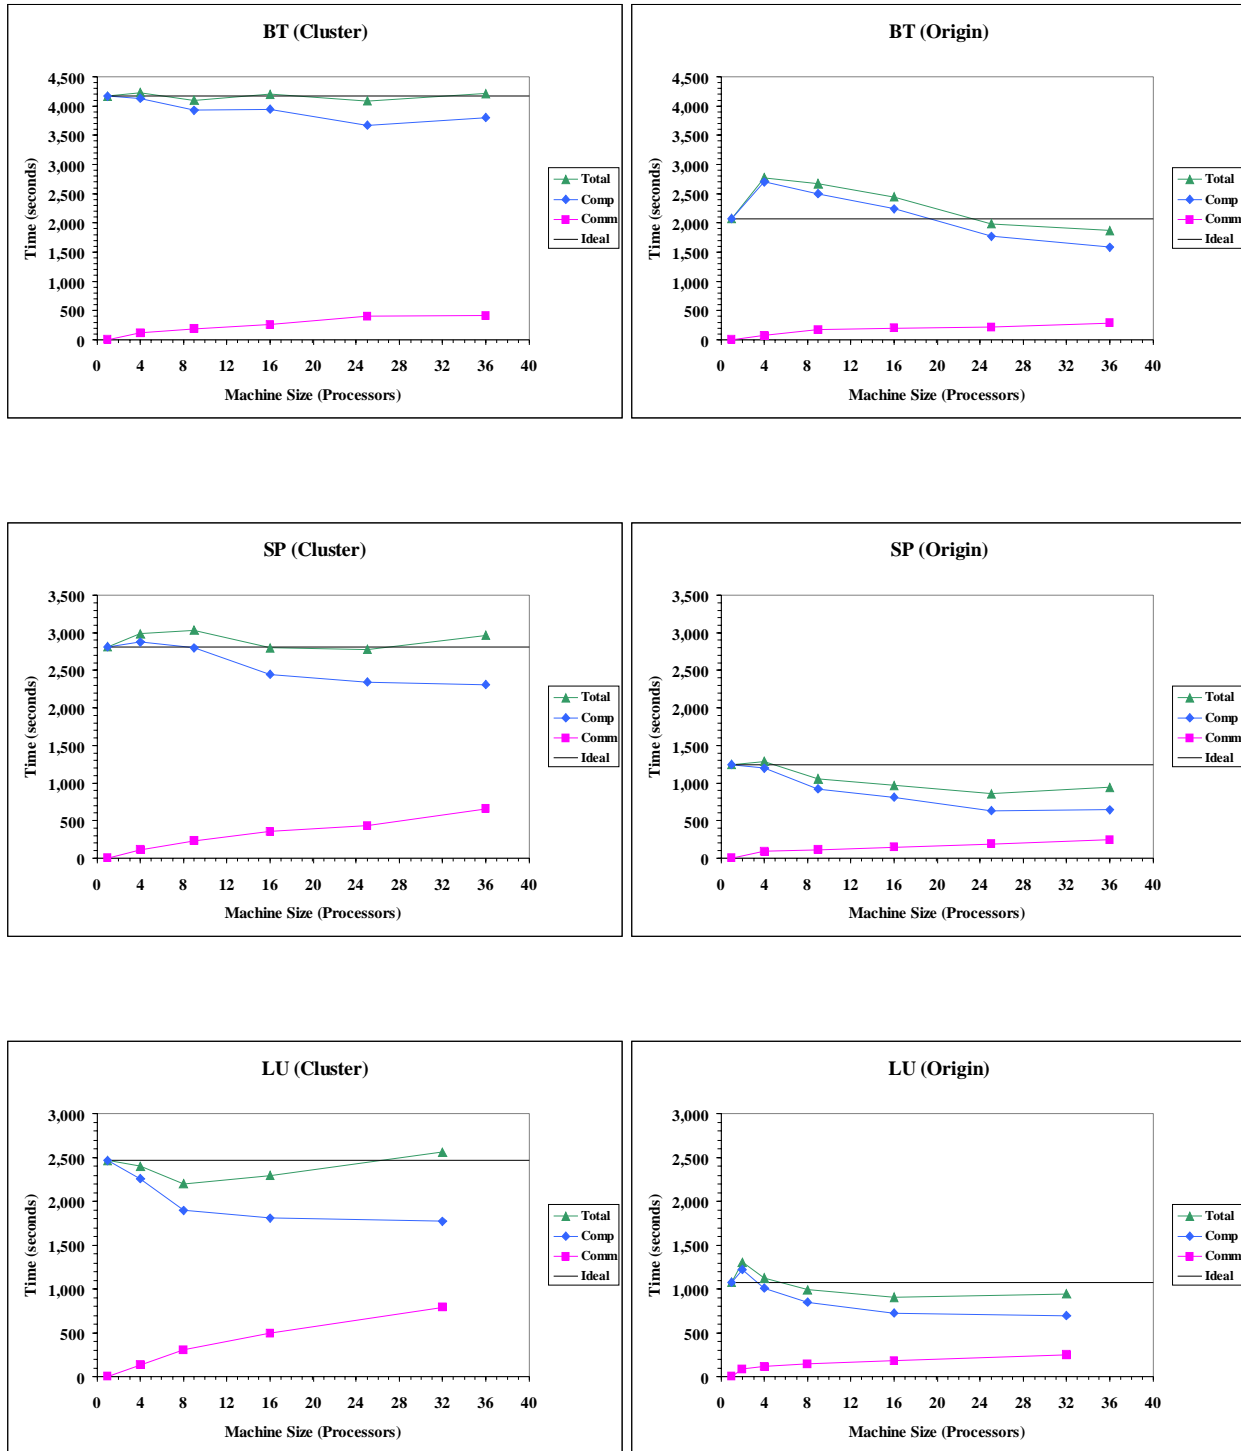 BT (Cluster)
4,500
4,000
3,500
3,000
2,500
2,000
1,500
1,000
500
0
Time (seconds)
0 4 8 12 16 20 24 28 32 36 40
Machine Size (Processors)
Total
Comp
Comm
Ideal
BT (Origin)
4,500
4,000
3,500
3,000
2,500
2,000
1,500
1,000
500
0
Time (seconds)
0 4 8 12 16 20 24 28 32 36 40
Machine Size (Processors)
Total
Comp
Comm
Ideal
SP (Cluster)
3,500
3,000
2,500
2,000
1,500
1,000
500
0
Time (seconds)
0 4 8 12 16 20 24 28 32 36 40
Machine Size (Processors)
Total
Comp
Comm
Ideal
SP (Origin)
3,500
3,000
2,500
2,000
1,500
1,000
500
0
Time (seconds)
0 4 8 12 16 20 24 28 32 36 40
Machine Size (Processors)
Total
Comp
Comm
Ideal
LU (Cluster)
3,000
2,500
2,000
1,500
1,000
500
0
Time (seconds)
0 4 8 12 16 20 24 28 32 36 40
Machine Size (Processors)
Total
Comp
Comm
Ideal
LU (Origin)
3,000
2,500
2,000
1,500
1,000
500
0
Time (seconds)
0 4 8 12 16 20 24 28 32 36 40
Machine Size (Processors)
Total
Comp
Comm
Ideal